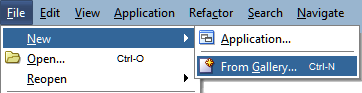 File Edit View Application Refactor Search Navigate
New Application...
Open... Ctrl-O From Gallery... Ctrl-N
Reopen